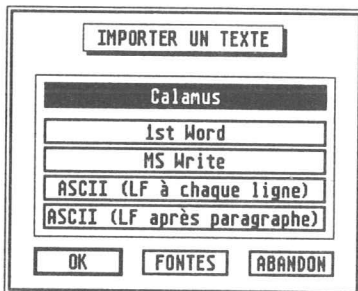 IMPORTER UN TEXTE
Calamus
1st Word
MS Write
ASCII (LF à chaque ligne)
ASCII (LF après paragraphe)
OK FONTES ABANDON